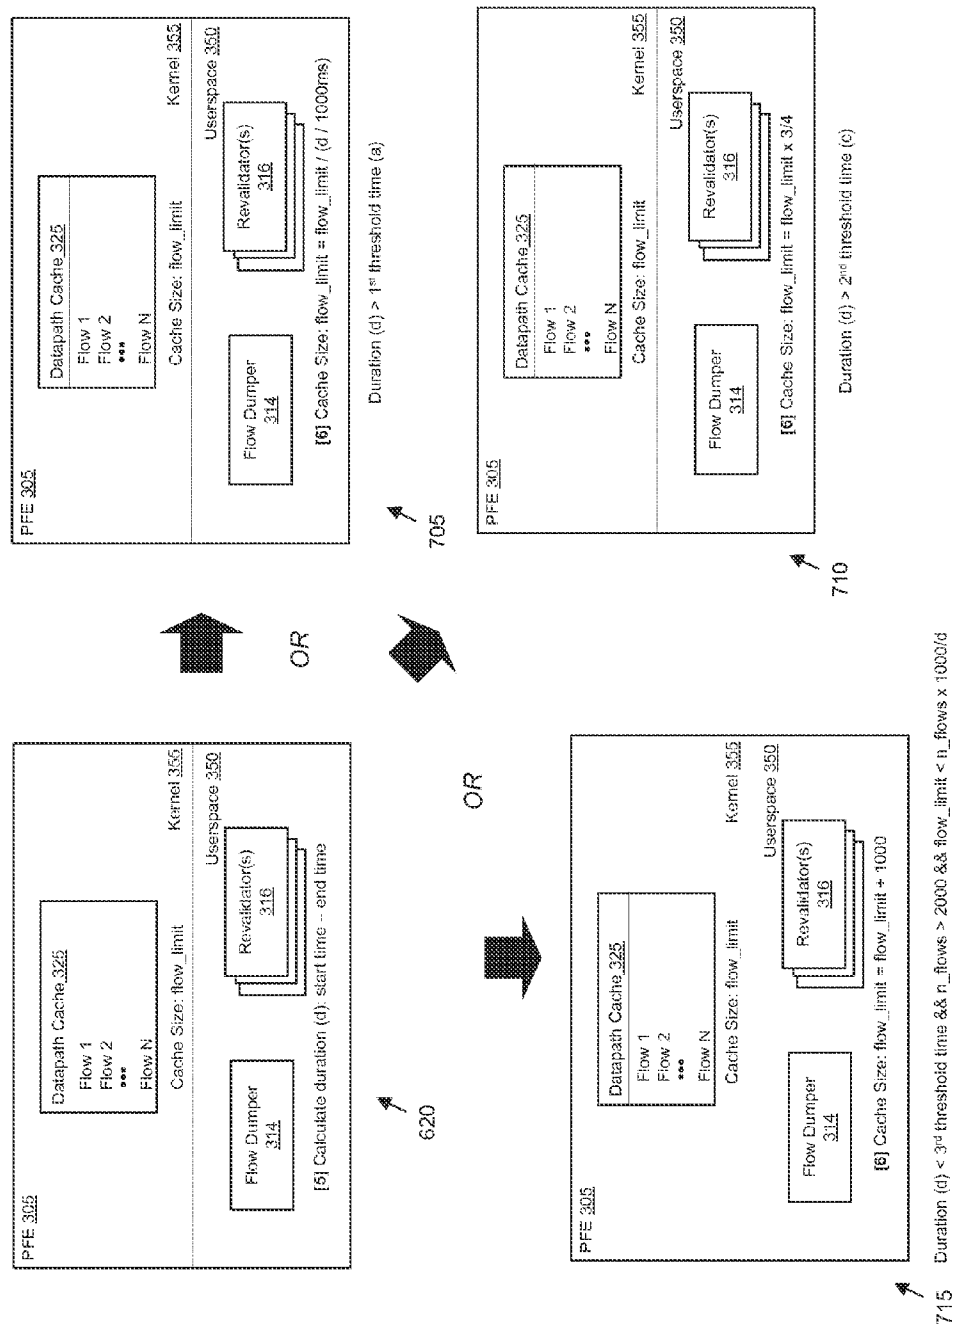 PFE 305
Datapath Cache 325
Flow 1
Flow 2
•••
Flow N
Cache Size: flow_limit
Kernel 355
Userspace 350
Flow Dumper
314
Revalidator(s)
316
[5] Calculate duration (d): start time – end time
620
OR
PFE 305
Datapath Cache 325
Flow 1
Flow 2
•••
Flow N
Cache Size: flow_limit
Kernel 355
Userspace 350
Flow Dumper
314
Revalidator(s)
316
[6] Cache Size: flow_limit = flow_limit / (d / 1000ms)
Duration (d) > 1st threshold time (a)
705
OR
PFE 305
Datapath Cache 325
Flow 1
Flow 2
•••
Flow N
Cache Size: flow_limit
Kernel 355
Userspace 350
Flow Dumper
314
Revalidator(s)
316
[6] Cache Size: flow_limit = flow_limit x 3/4
Duration (d) > 2nd threshold time (c)
710
PFE 305
Datapath Cache 325
Flow 1
Flow 2
•••
Flow N
Cache Size: flow_limit
Kernel 355
Userspace 350
Flow Dumper
314
Revalidator(s)
316
[6] Cache Size: flow_limit = flow_limit + 1000
715
Duration (d) < 3rd threshold time && n_flows > 2000 && flow_limit < n_flows x 1000/d